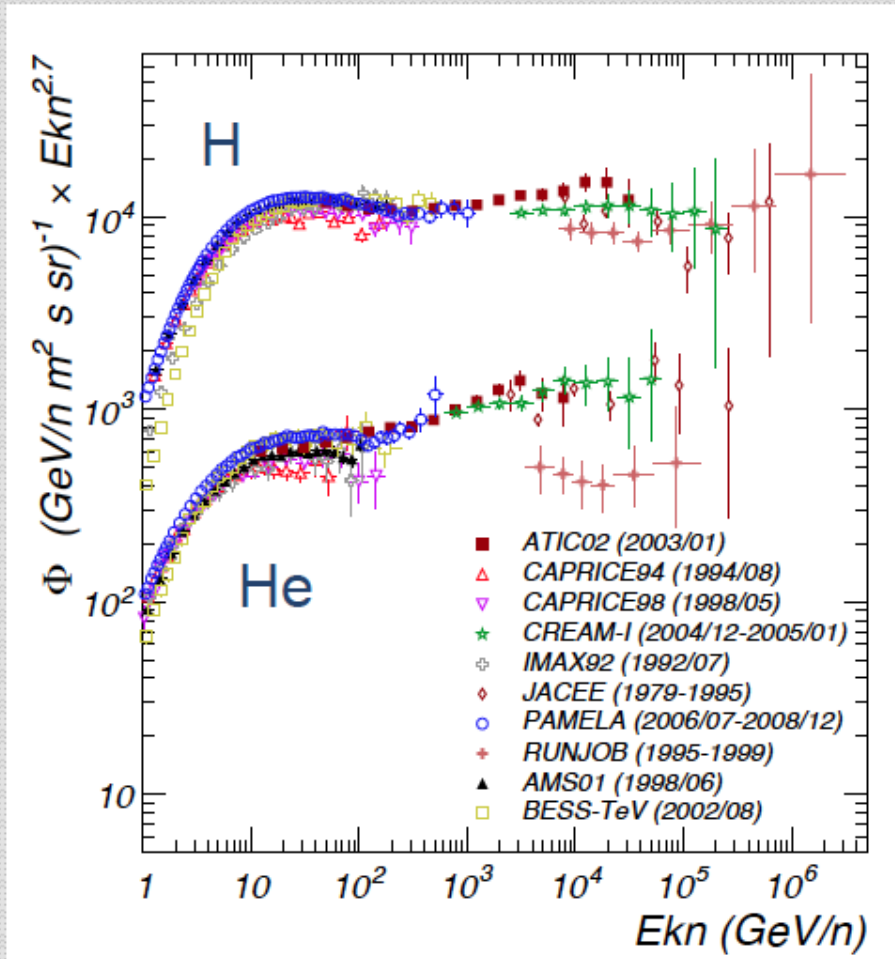 Φ (GeV/n m² s sr)⁻¹ × Ekn²·⁷
H
10⁴
10³
He
10²
10
ATIC02 (2003/01)
CAPRICE94 (1994/08)
CAPRICE98 (1998/05)
CREAM-I (2004/12-2005/01)
IMAX92 (1992/07)
JACEE (1979-1995)
PAMELA (2006/07-2008/12)
RUNJOB (1995-1999)
AMS01 (1998/06)
BESS-TeV (2002/08)
1 10 10² 10³ 10⁴ 10⁵ 10⁶
Ekn (GeV/n)